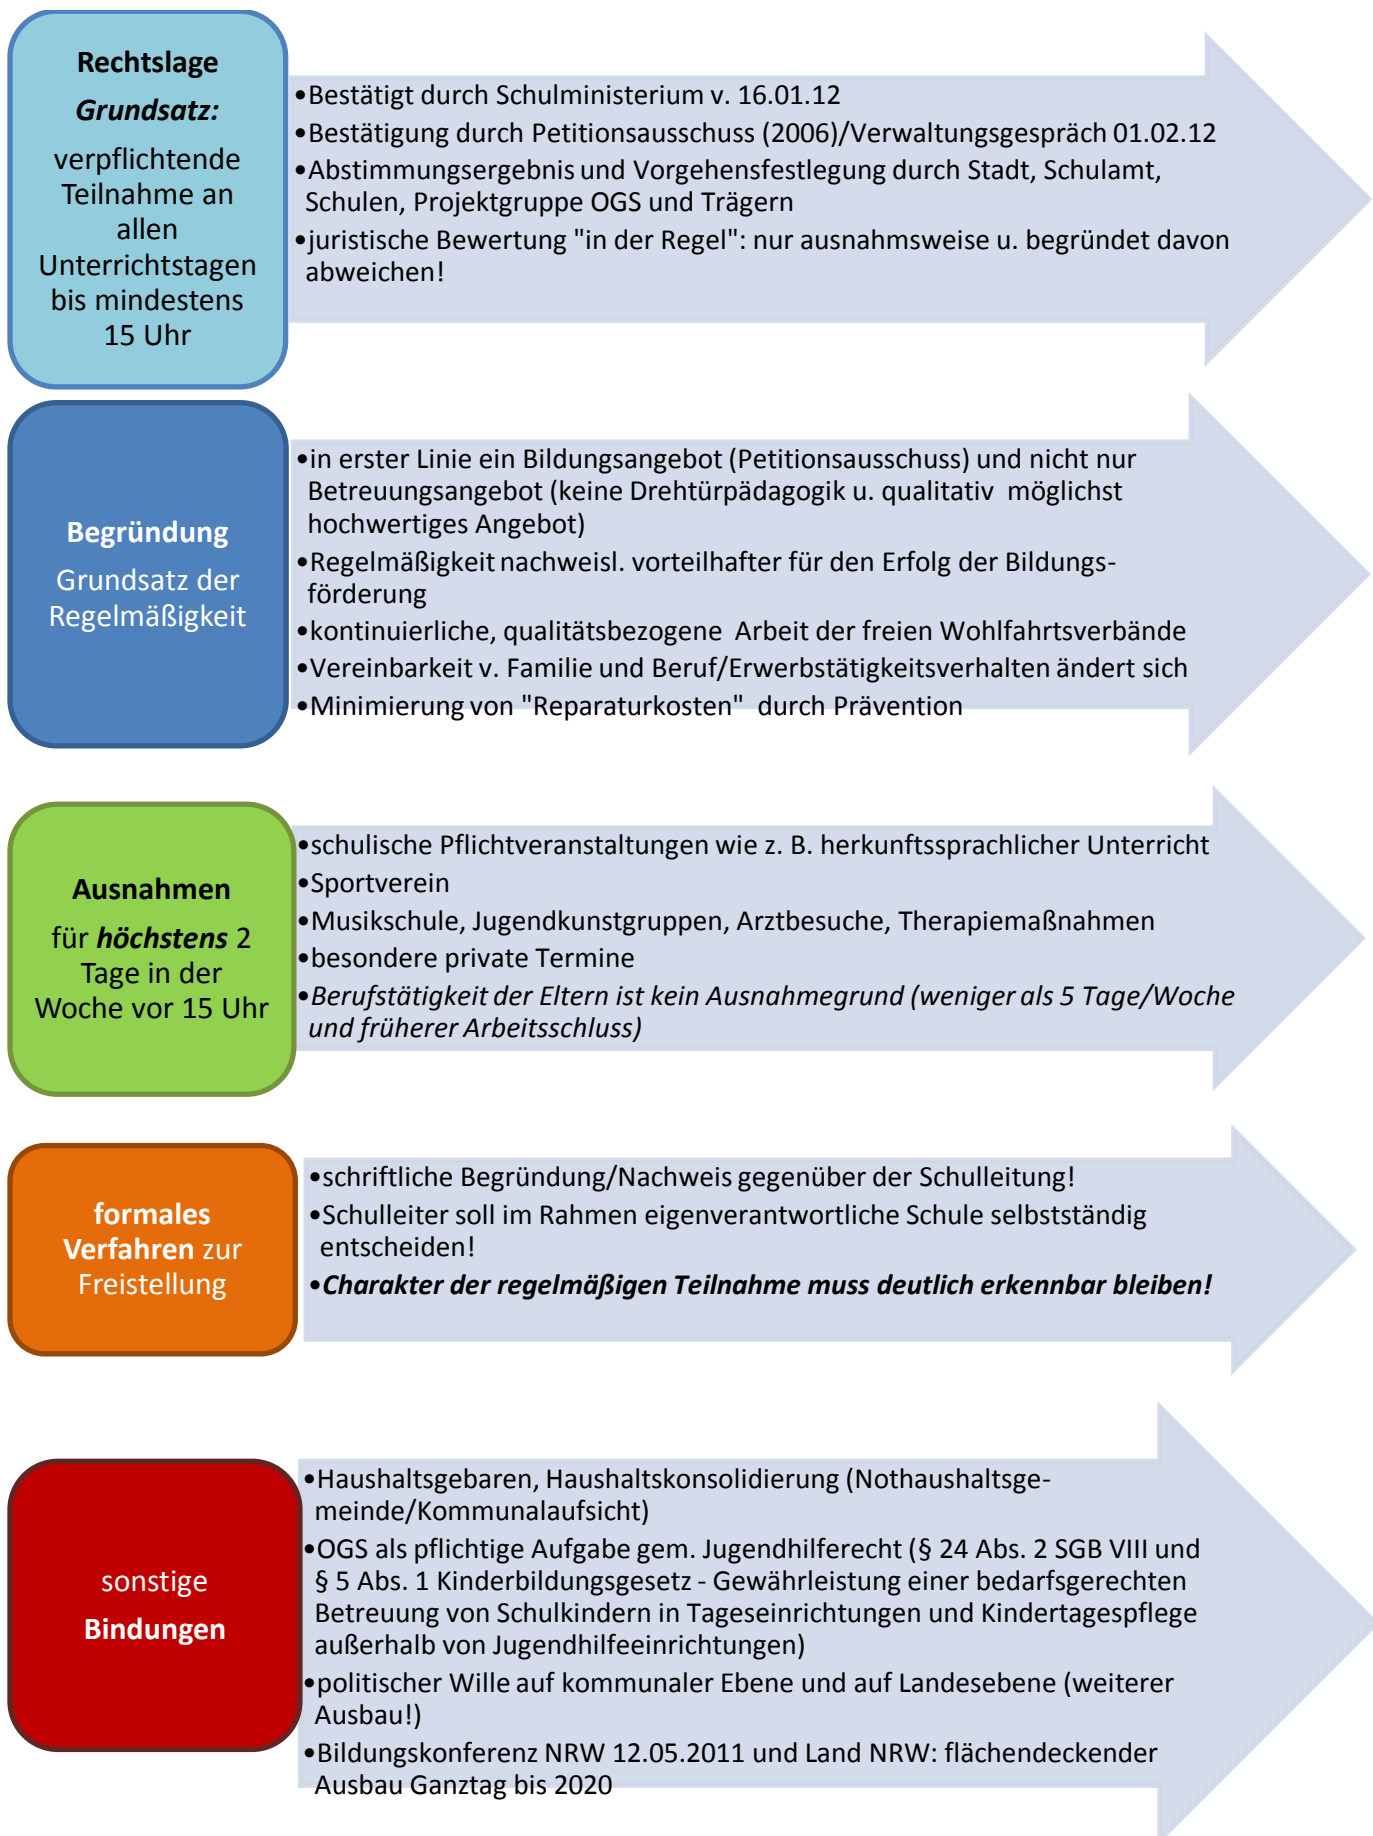 Rechtslage
Grundsatz:
verpflichtende
Teilnahme an
allen
Unterrichtstagen
bis mindestens
15 Uhr
•Bestätigt durch Schulministerium v. 16.01.12
•Bestätigung durch Petitionsausschuss (2006)/Verwaltungsgespräch 01.02.12
•Abstimmungsergebnis und Vorgehensfestlegung durch Stadt, Schulamt,
Schulen, Projektgruppe OGS und Trägern
•juristische Bewertung "in der Regel": nur ausnahmsweise u. begründet davon
abweichen!
Begründung
Grundsatz der
Regelmäßigkeit
•in erster Linie ein Bildungsangebot (Petitionsausschuss) und nicht nur
Betreuungsangebot (keine Drehtürpädagogik u. qualitativ möglichst
hochwertiges Angebot)
•Regelmäßigkeit nachweisl. vorteilhafter für den Erfolg der Bildungs-
förderung
•kontinuierliche, qualitätsbezogene Arbeit der freien Wohlfahrtsverbände
•Vereinbarkeit v. Familie und Beruf/Erwerbstätigkeitsverhalten ändert sich
•Minimierung von "Reparaturkosten" durch Prävention
Ausnahmen
für höchstens 2
Tage in der
Woche vor 15 Uhr
•schulische Pflichtveranstaltungen wie z. B. herkunftssprachlicher Unterricht
•Sportverein
•Musikschule, Jugendkunstgruppen, Arztbesuche, Therapiemaßnahmen
•besondere private Termine
•Berufstätigkeit der Eltern ist kein Ausnahmegrund (weniger als 5 Tage/Woche
und früherer Arbeitsschluss)
formales
Verfahren zur
Freistellung
•schriftliche Begründung/Nachweis gegenüber der Schulleitung!
•Schulleiter soll im Rahmen eigenverantwortliche Schule selbstständig
entscheiden!
•Charakter der regelmäßigen Teilnahme muss deutlich erkennbar bleiben!
sonstige
Bindungen
•Haushaltsgebaren, Haushaltskonsolidierung (Nothaushaltsge-
meinde/Kommunalaufsicht)
•OGS als pflichtige Aufgabe gem. Jugendhilferecht (§ 24 Abs. 2 SGB VIII und
§ 5 Abs. 1 Kinderbildungsgesetz - Gewährleistung einer bedarfsgerechten
Betreuung von Schulkindern in Tageseinrichtungen und Kindertagespflege
außerhalb von Jugendhilfeeinrichtungen)
•politischer Wille auf kommunaler Ebene und auf Landesebene (weiterer
Ausbau!)
•Bildungskonferenz NRW 12.05.2011 und Land NRW: flächendeckender
Ausbau Ganztag bis 2020